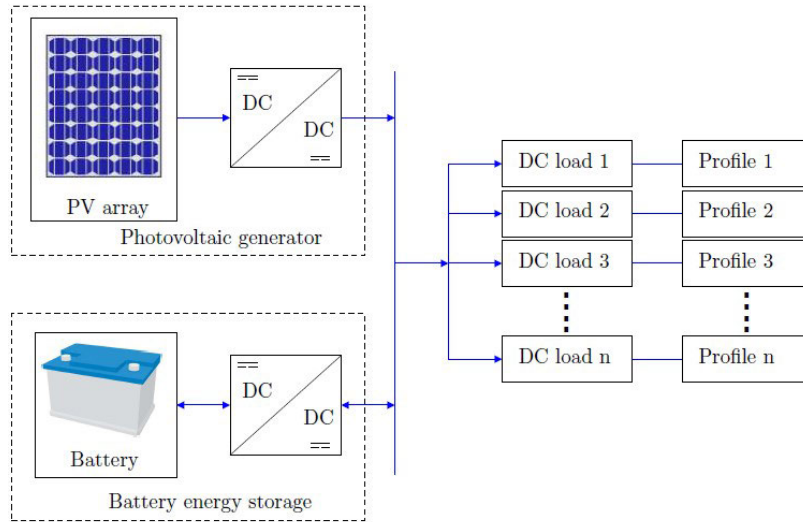 DC
DC
PV array
Photovoltaic generator
DC load 1
Profile 1
DC load 2
Profile 2
DC load 3
Profile 3
DC load n
Profile n
DC
DC
Battery
Battery energy storage